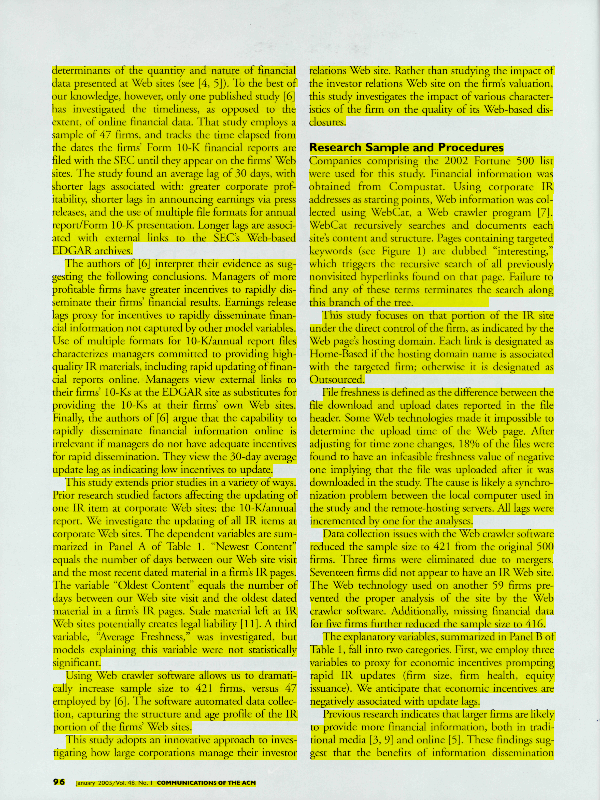 determinants of the quantity and nature of financial
data presented at Web sites (see [4, 5]). To the best of
our knowledge, however, only one published study [6]
has investigated the timeliness, as opposed to the
extent, of online financial data. That study employs a
sample of 47 firms, and tracks the time elapsed from
the dates the firms' Form 10-K financial reports are
filed with the SEC until they appear on the firms' Web
sites. The study found an average lag of 30 days, with
shorter lags associated with: greater corporate prof-
itability, shorter lags in announcing earnings via press
releases, and the use of multiple file formats for annual
report/Form 10-K presentation. Longer lags are associ-
ated with external links to the SEC's Web-based
EDGAR archives.
The authors of [6] interpret their evidence as sug-
gesting the following conclusions. Managers of more
profitable firms have greater incentives to rapidly dis-
seminate their firms' financial results. Earnings release
lags proxy for incentives to rapidly disseminate finan-
cial information not captured by other model variables.
Use of multiple formats for 10-K/annual report files
characterizes managers committed to providing high-
quality IR materials, including rapid updating of finan-
cial reports online. Managers view external links to
their firms' 10-Ks at the EDGAR site as substitutes for
providing the 10-Ks at their firms' own Web sites.
Finally, the authors of [6] argue that the capability to
rapidly disseminate financial information online is
irrelevant if managers do not have adequate incentives
for rapid dissemination. They view the 30-day average
update lag as indicating low incentives to update.
This study extends prior studies in a variety of ways.
Prior research studied factors affecting the updating of
one IR item at corporate Web sites: the 10-K/annual
report. We investigate the updating of all IR items at
corporate Web sites. The dependent variables are sum-
marized in Panel A of Table 1. "Newest Content"
equals the number of days between our Web site visit
and the most recent dated material in a firm's IR pages.
The variable "Oldest Content" equals the number of
days between our Web site visit and the oldest dated
material in a firm's IR pages. Stale material left at IR
Web sites potentially creates legal liability [11]. A third
variable, "Average Freshness," was investigated, but
models explaining this variable were not statistically
significant.
Using Web crawler software allows us to dramati-
cally increase sample size to 421 firms, versus 47
employed by [6]. The software automated data collec-
tion, capturing the structure and age profile of the IR
portion of the firms' Web sites.
This study adopts an innovative approach to inves-
tigating how large corporations manage their investor
relations Web site. Rather than studying the impact of
the investor relations Web site on the firm's valuation,
this study investigates the impact of various character-
istics of the firm on the quality of its Web-based dis-
closures.
Research Sample and Procedures
Companies comprising the 2002 Fortune 500 list
were used for this study. Financial information was
obtained from Compustat. Using corporate IR
addresses as starting points, Web information was col-
lected using WebCat, a Web crawler program [7].
WebCat recursively searches and documents each
site's content and structure. Pages containing targeted
keywords (see Figure 1) are dubbed "interesting,"
which triggers the recursive search of all previously
nonvisited hyperlinks found on that page. Failure to
find any of these terms terminates the search along
this branch of the tree.
This study focuses on that portion of the IR site
under the direct control of the firm, as indicated by the
Web page's hosting domain. Each link is designated as
Home-Based if the hosting domain name is associated
with the targeted firm; otherwise it is designated as
Outsourced.
File freshness is defined as the difference between the
file download and upload dates reported in the file
header. Some Web technologies made it impossible to
determine the upload time of the Web page. After
adjusting for time zone changes, 18% of the files were
found to have an infeasible freshness value of negative
one implying that the file was uploaded after it was
downloaded in the study. The cause is likely a synchro-
nization problem between the local computer used in
the study and the remote-hosting servers. All lags were
incremented by one for the analyses.
Data collection issues with the Web crawler software
reduced the sample size to 421 from the original 500
firms. Three firms were eliminated due to mergers.
Seventeen firms did not appear to have an IR Web site.
The Web technology used on another 59 firms pre-
vented the proper analysis of the site by the Web
crawler software. Additionally, missing financial data
for five firms further reduced the sample size to 416.
The explanatory variables, summarized in Panel B of
Table 1, fall into two categories. First, we employ three
variables to proxy for economic incentives prompting
rapid IR updates (firm size, firm health, equity
issuance). We anticipate that economic incentives are
negatively associated with update lags.
Previous research indicates that larger firms are likely
to provide more financial information, both in tradi-
tional media [3, 9] and online [5]. These findings sug-
gest that the benefits of information dissemination
96 January 2005/Vol. 48, No. 1 COMMUNICATIONS OF THE ACM